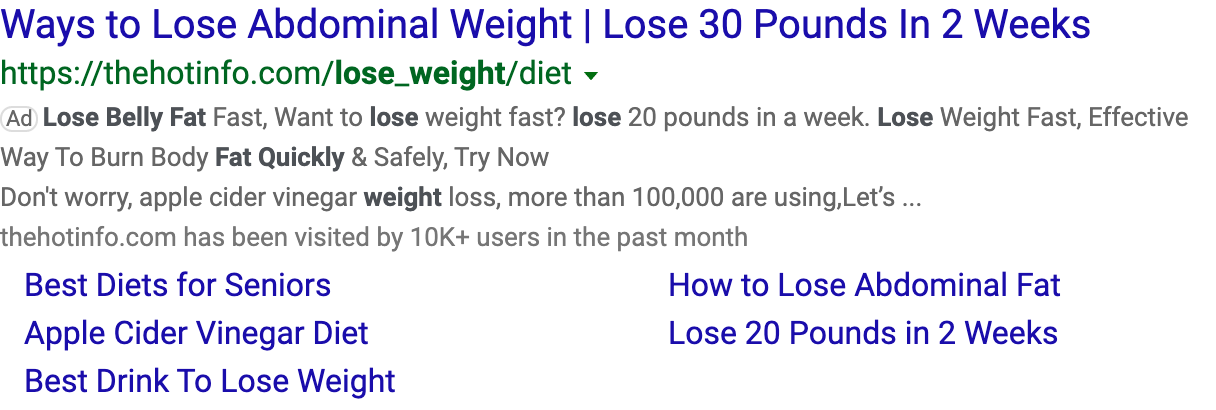 Ways to Lose Abdominal Weight | Lose 30 Pounds In 2 Weeks
https://thehotinfo.com/lose_weight/diet
Ad Lose Belly Fat Fast, Want to lose weight fast? lose 20 pounds in a week. Lose Weight Fast, Effective
Way To Burn Body Fat Quickly & Safely, Try Now
Don't worry, apple cider vinegar weight loss, more than 100,000 are using,Let’s ...
thehotinfo.com has been visited by 10K+ users in the past month
Best Diets for Seniors
How to Lose Abdominal Fat
Apple Cider Vinegar Diet
Lose 20 Pounds in 2 Weeks
Best Drink To Lose Weight